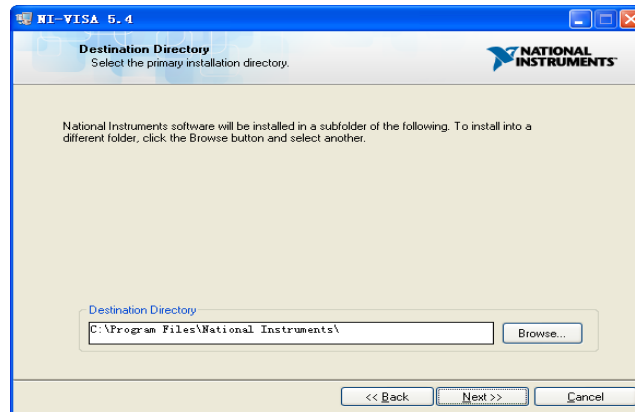 NI-VISA 5.4
Destination Directory
Select the primary installation directory.
NATIONAL
INSTRUMENTS
National Instruments software will be installed in a subfolder of the following. To install into a
different folder, click the Browse button and select another.
Destination Directory
C:\Program Files\National Instruments\
Browse...
<< Back
Next >>
Cancel